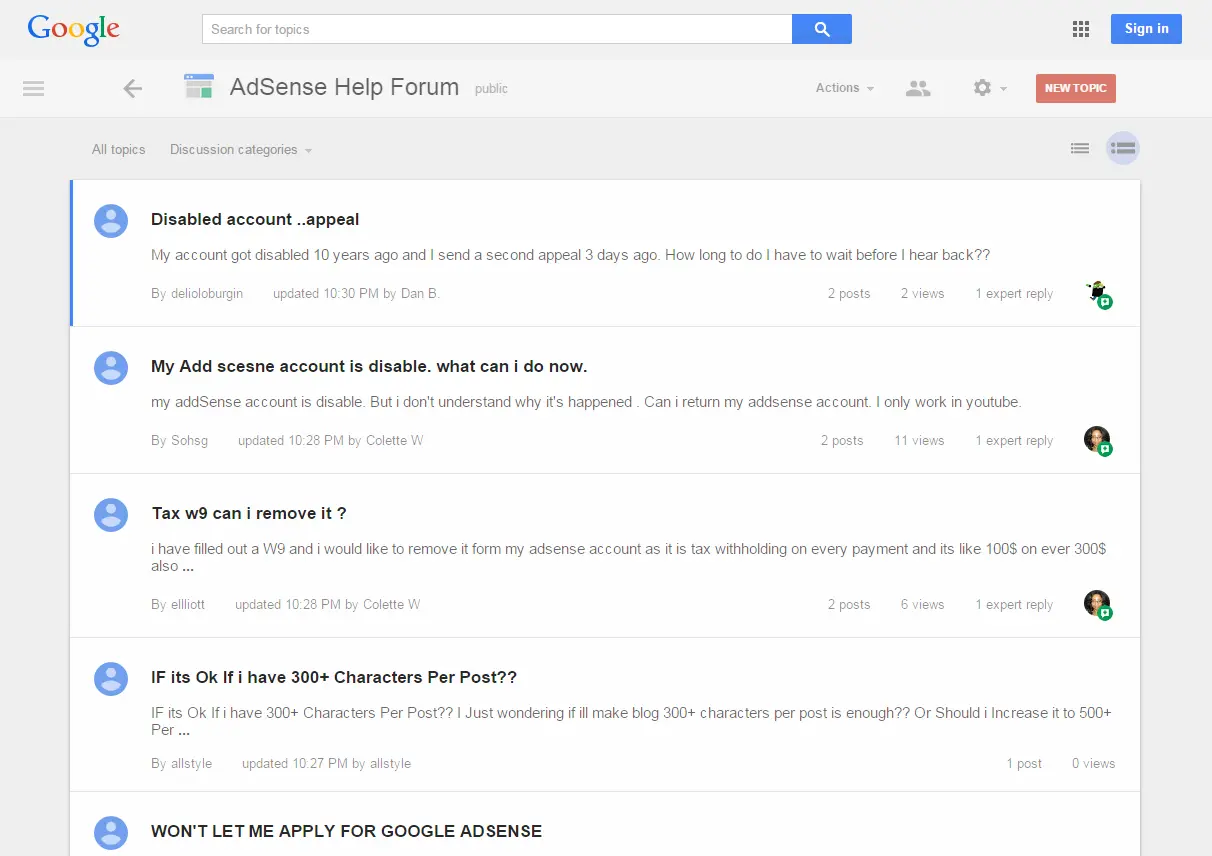 Google
Search for topics
Sign in
AdSense Help Forum public
Actions
NEW TOPIC
All topics Discussion categories
Disabled account ..appeal
My account got disabled 10 years ago and I send a second appeal 3 days ago. How long to do I have to wait before I hear back??
By delioloburgin updated 10:30 PM by Dan B. 2 posts 2 views 1 expert reply
My Add scesne account is disable. what can i do now.
my addSense account is disable. But i don't understand why it's happened . Can i return my addsense account. I only work in youtube.
By Sohsg updated 10:28 PM by Colette W 2 posts 11 views 1 expert reply
Tax w9 can i remove it ?
i have filled out a W9 and i would like to remove it form my adsense account as it is tax withholding on every payment and its like 100$ on ever 300$
also ...
By ellliott updated 10:28 PM by Colette W 2 posts 6 views 1 expert reply
IF its Ok If i have 300+ Characters Per Post??
IF its Ok If i have 300+ Characters Per Post?? I Just wondering if ill make blog 300+ characters per post is enough?? Or Should i Increase it to 500+
Per ...
By allstyle updated 10:27 PM by allstyle 1 post 0 views
WON'T LET ME APPLY FOR GOOGLE ADSENSE